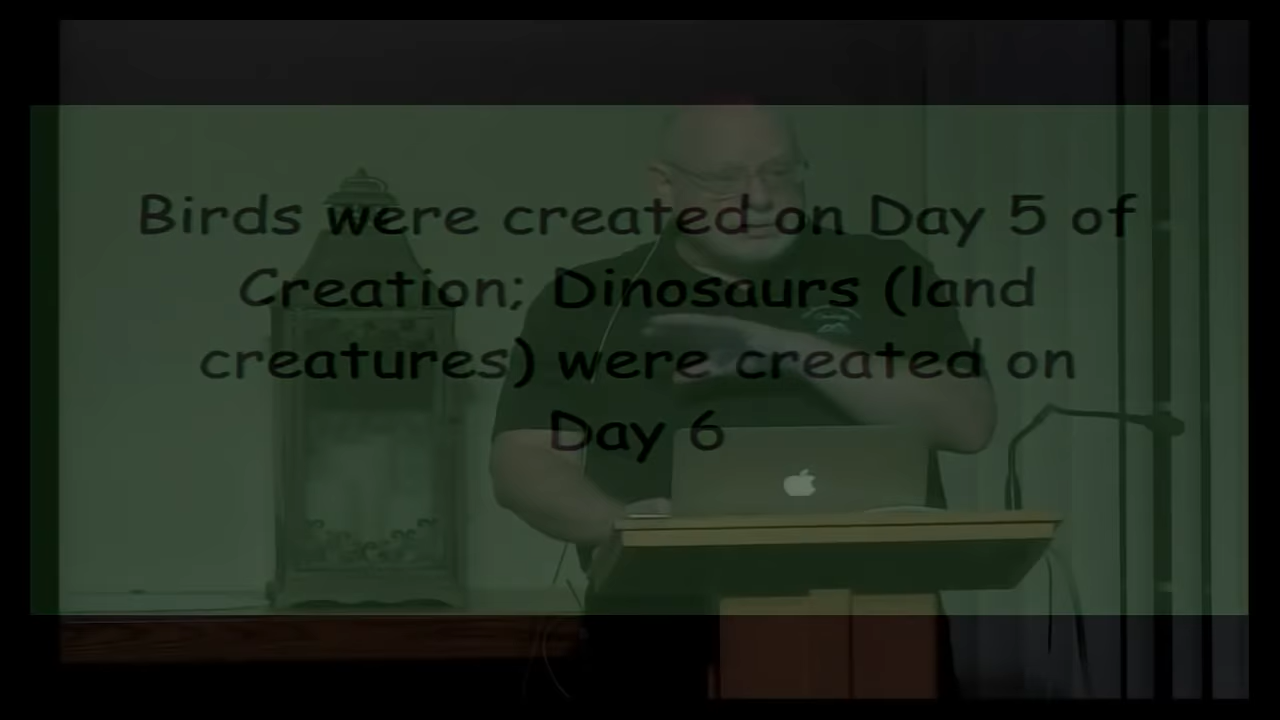 Birds were created on Day 5 of
Creation; Dinosaurs (land
creatures) were created on
Day 6